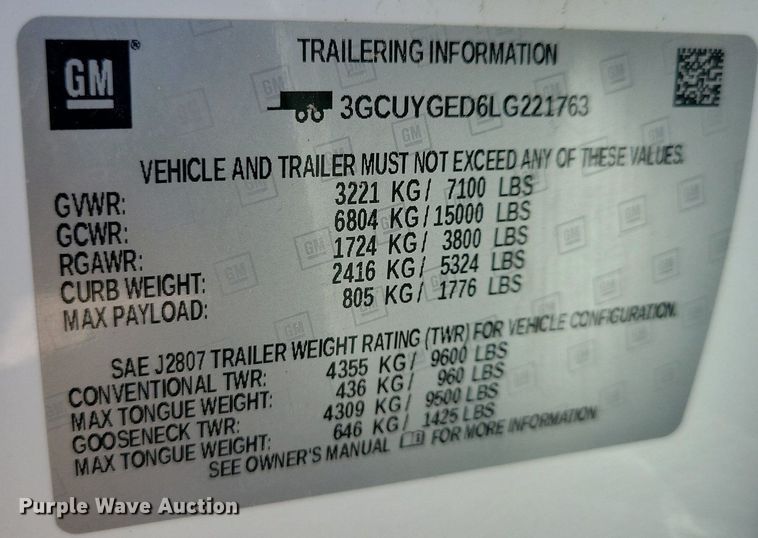 GM ®
TRAILERING INFORMATION
3GCUYGED6LG221763
VEHICLE AND TRAILER MUST NOT EXCEED ANY OF THESE VALUES.
GVWR: 3221 KG/ 7100 LBS
GCWR: 6804 KG/15000 LBS
RGAWR: 1724 KG/ 3800 LBS
CURB WEIGHT: 2416 KG/ 5324 LBS
MAX PAYLOAD: 805 KG/ 1776 LBS
SAE J2807 TRAILER WEIGHT RATING (TWR) FOR VEHICLE CONFIGURATION.
CONVENTIONAL TWR: 4355 KG/ 9600 LBS
MAX TONGUE WEIGHT: 436 KG/ 960 LBS
GOOSENECK TWR: 4309 KG/ 9500 LBS
MAX TONGUE WEIGHT: 646 KG/ 1425 LBS
SEE OWNER'S MANUAL FOR MORE INFORMATION.
Purple Wave Auction